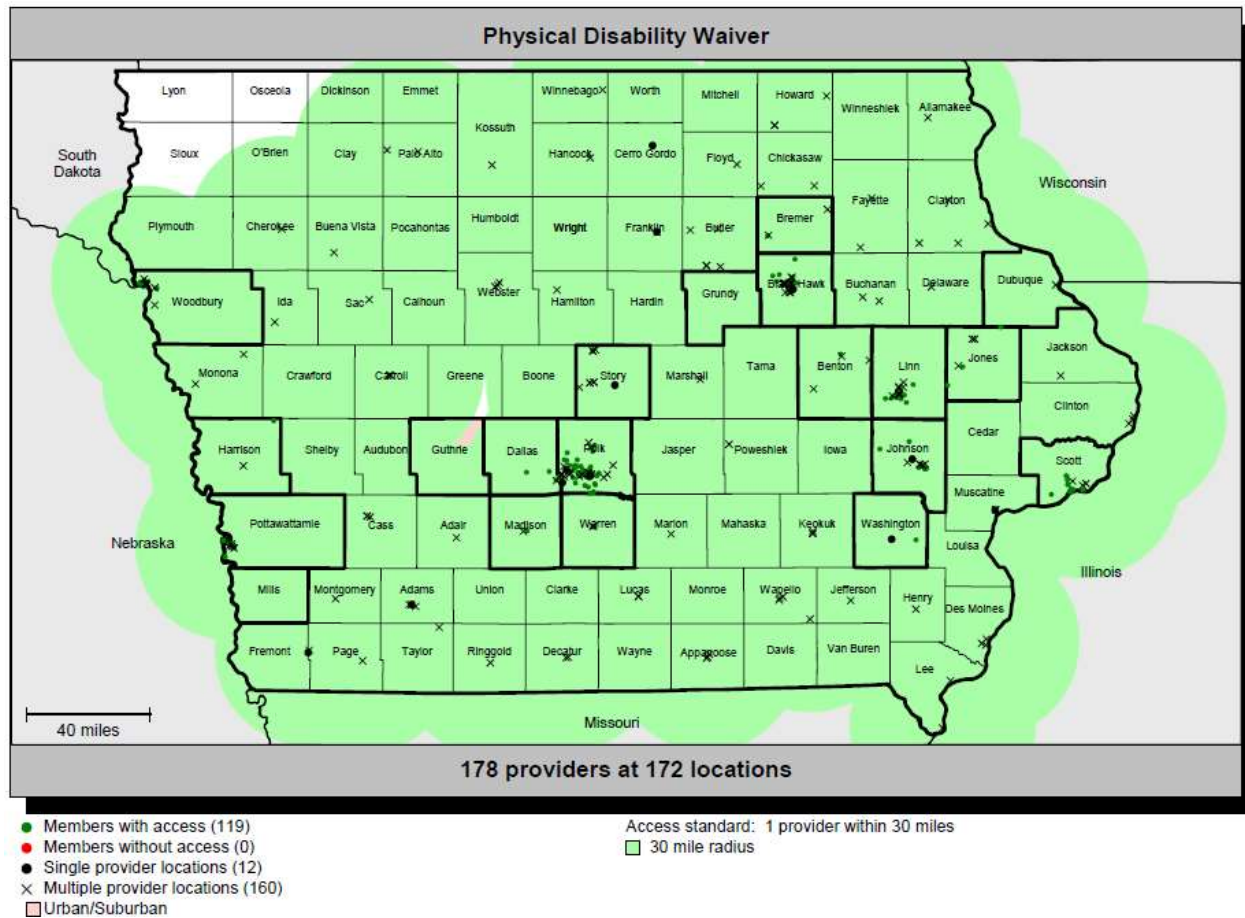 Physical Disability Waiver
Lyon Osceola Dickinson Emmet Winnebago Worth Mitchell Howard Winneshiek Allamakee
Kossuth
South Dakota
Sioux O'Brien Clay Palo Alto Hancock Cerro Gordo Floyd Chickasaw
Wisconsin
Plymouth Cherokee Buena Vista Pocahontas Humboldt Wright Franklin Butler Bremer Fayette Clayton
Woodbury Ida Sac Calhoun Webster Hamilton Hardin Grundy Black Hawk Buchanan Delaware Dubuque
Monona Crawford Carroll Greene Boone Story Marshall Tama Benton Linn Jones Jackson
Clinton
Harrison Shelby Audubon Guthrie Dallas Polk Jasper Poweshiek Iowa Johnson Cedar Scott
Muscatine
Nebraska
Pottawattamie Cass Adair Madison Warren Marion Mahaska Keokuk Washington Louisa
Illinois
Mills Montgomery Adams Union Clarke Lucas Monroe Wapello Jefferson Henry Des Moines
Fremont Page Taylor Ringgold Decatur Wayne Appanoose Davis Van Buren Lee
40 miles
Missouri
178 providers at 172 locations
Members with access (119)
Members without access (0)
Single provider locations (12)
Multiple provider locations (160)
Urban/Suburban
Access standard: 1 provider within 30 miles
30 mile radius